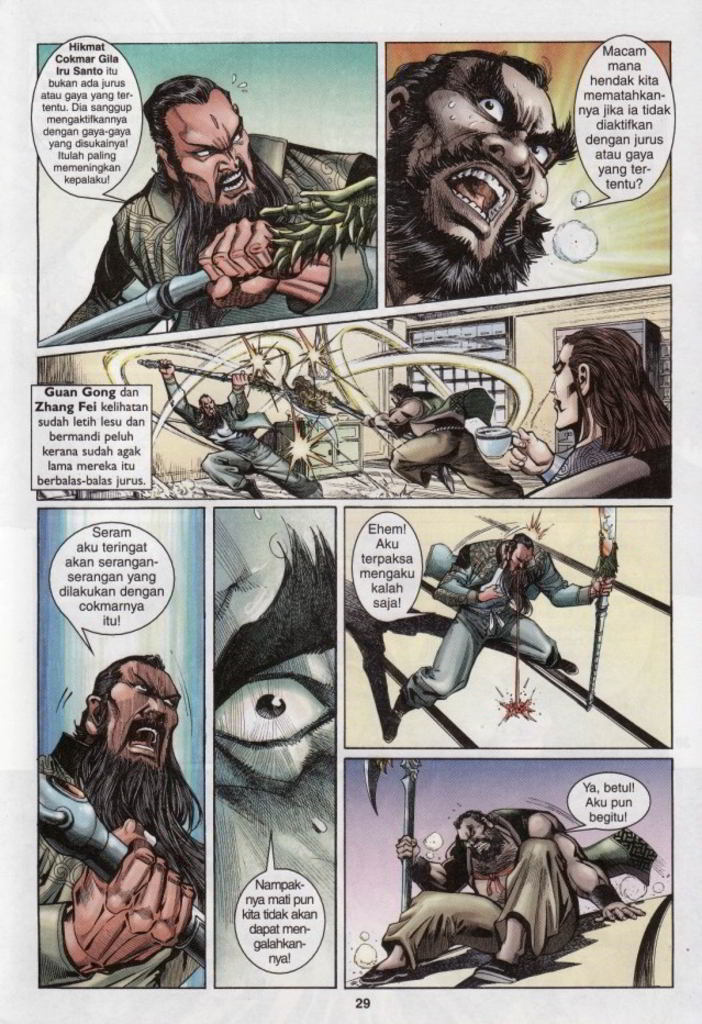 Hikmat
Cokmar Gila
Iru Santo itu
bukan ada jurus
atau gaya yang ter-
tentu. Dia sanggup
mengaktifkannya
dengan gaya-gaya
yang disukainya!
Itulah paling
memeningkan
kepalaku!
Macam
mana
hendak kita
mematahkan-
nya jika ia tidak
diaktifkan
dengan jurus
atau gaya
yang ter-
tentu?
Guan Gong dan
Zhang Fei kelihatan
sudah letih lesu dan
bermandi peluh
kerana sudah agak
lama mereka itu
berbalas-balas jurus.
Seram
aku teringat
akan serangan-
serangan yang
dilakukan dengan
cokmarnya
itu!
Nampak-
nya mati pun
kita tidak akan
dapat men-
galahkan-
nya!
Ehem!
Aku
terpaksa
mengaku
kalah
saja!
Ya, betul!
Aku pun
begitu!
29